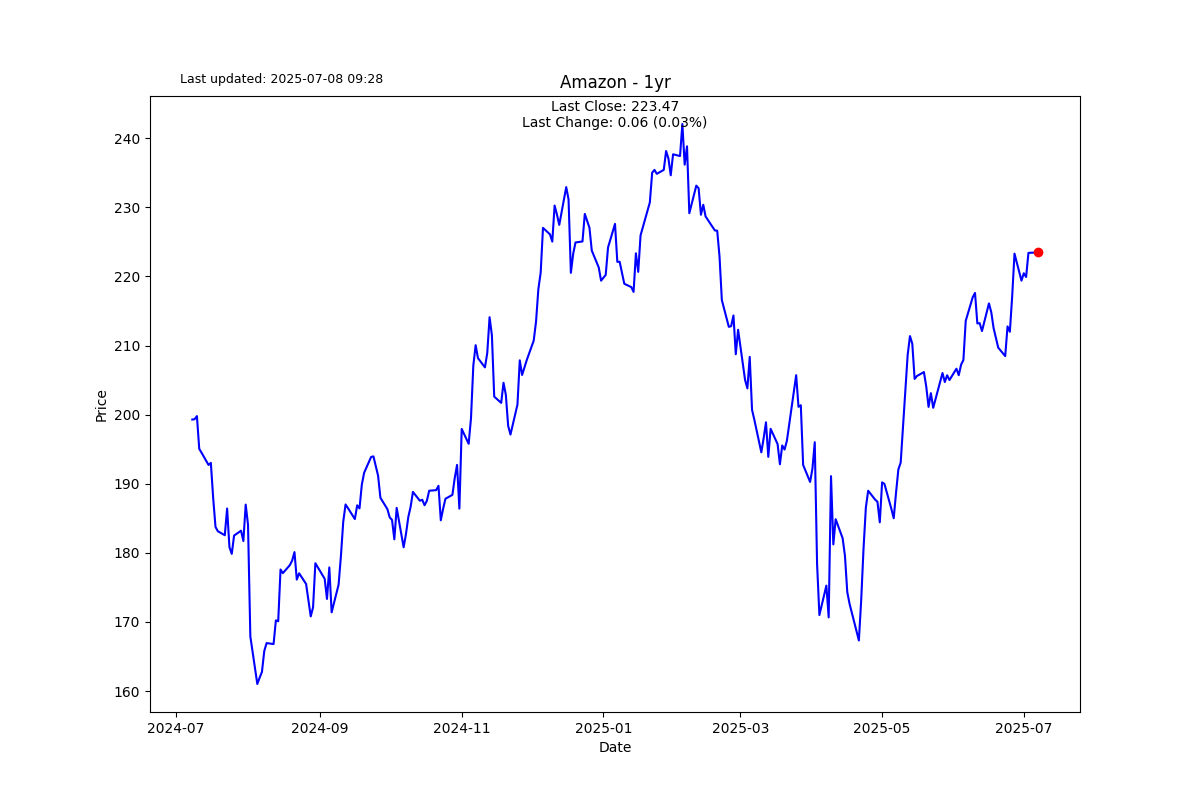 Last updated: 2025-07-08 09:28
Amazon - 1yr
Last Close: 223.47
Last Change: 0.06 (0.03%)
240
230
220
210
200
190
180
170
160
Price
2024-07
2024-09
2024-11
2025-01
2025-03
2025-05
2025-07
Date